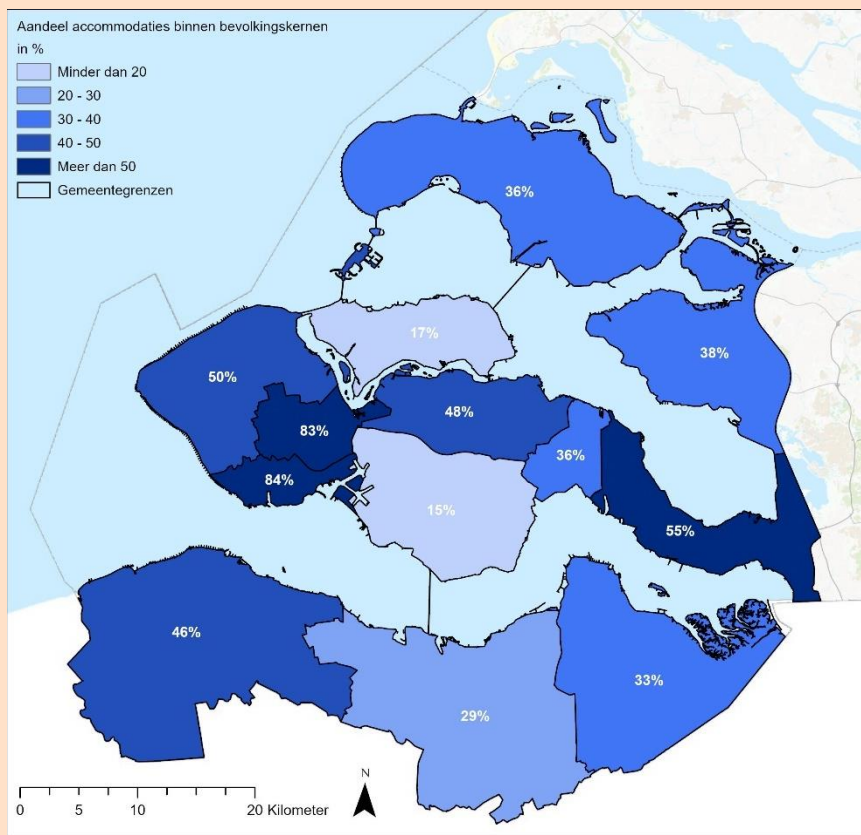 Aandeel accommodaties binnen bevolkingskernen
in %
Minder dan 20
20 - 30
30 - 40
40 - 50
Meer dan 50
Gemeentegrenzen
36%
17%
38%
50%
48%
83%
36%
84%
15%
55%
46%
33%
29%
N
0 5 10 20 Kilometer